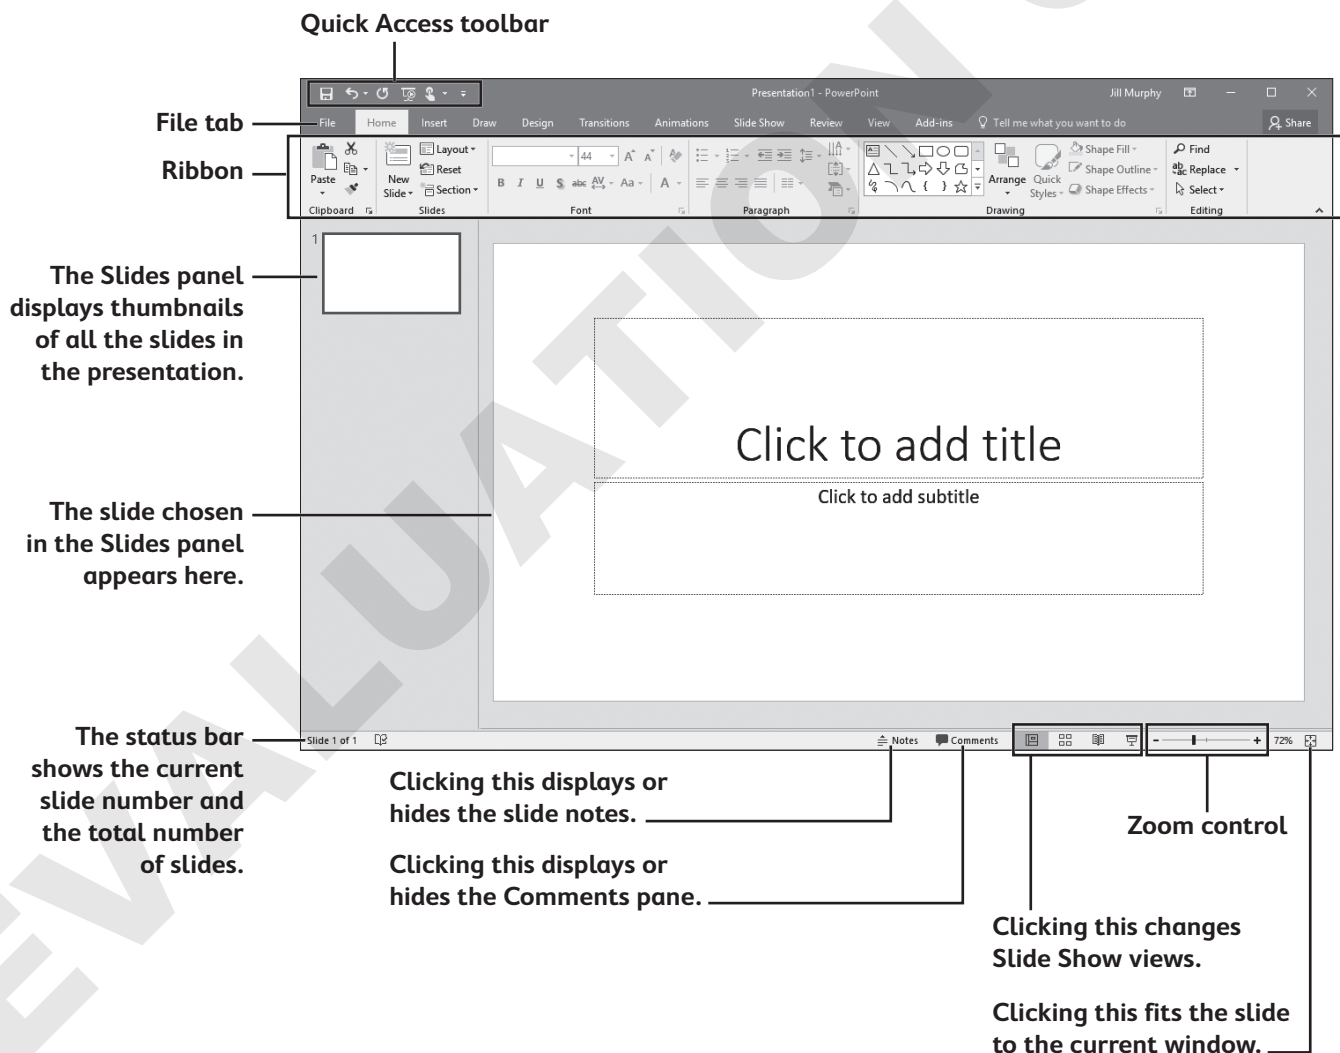 Quick Access toolbar
Presentation1 - PowerPoint
Jill Murphy
File tab
File Home Insert Draw Design Transitions Animations Slide Show Review View Add-ins Tell me what you want to do Share
Ribbon
Paste
New
Slide
Layout
Reset
Section
44
B I U S abc AV Aa A
Arrange
Quick
Styles
Shape Fill
Shape Outline
Shape Effects
Find
Replace
Select
Clipboard Slides Font Paragraph Drawing Editing
1
The Slides panel
displays thumbnails
of all the slides in
the presentation.
Click to add title
Click to add subtitle
The slide chosen
in the Slides panel
appears here.
Slide 1 of 1
Notes Comments
72%
The status bar
shows the current
slide number and
the total number
of slides.
Clicking this displays or
hides the slide notes.
Clicking this displays or
hides the Comments pane.
Zoom control
Clicking this changes
Slide Show views.
Clicking this fits the slide
to the current window.
EVALUATION